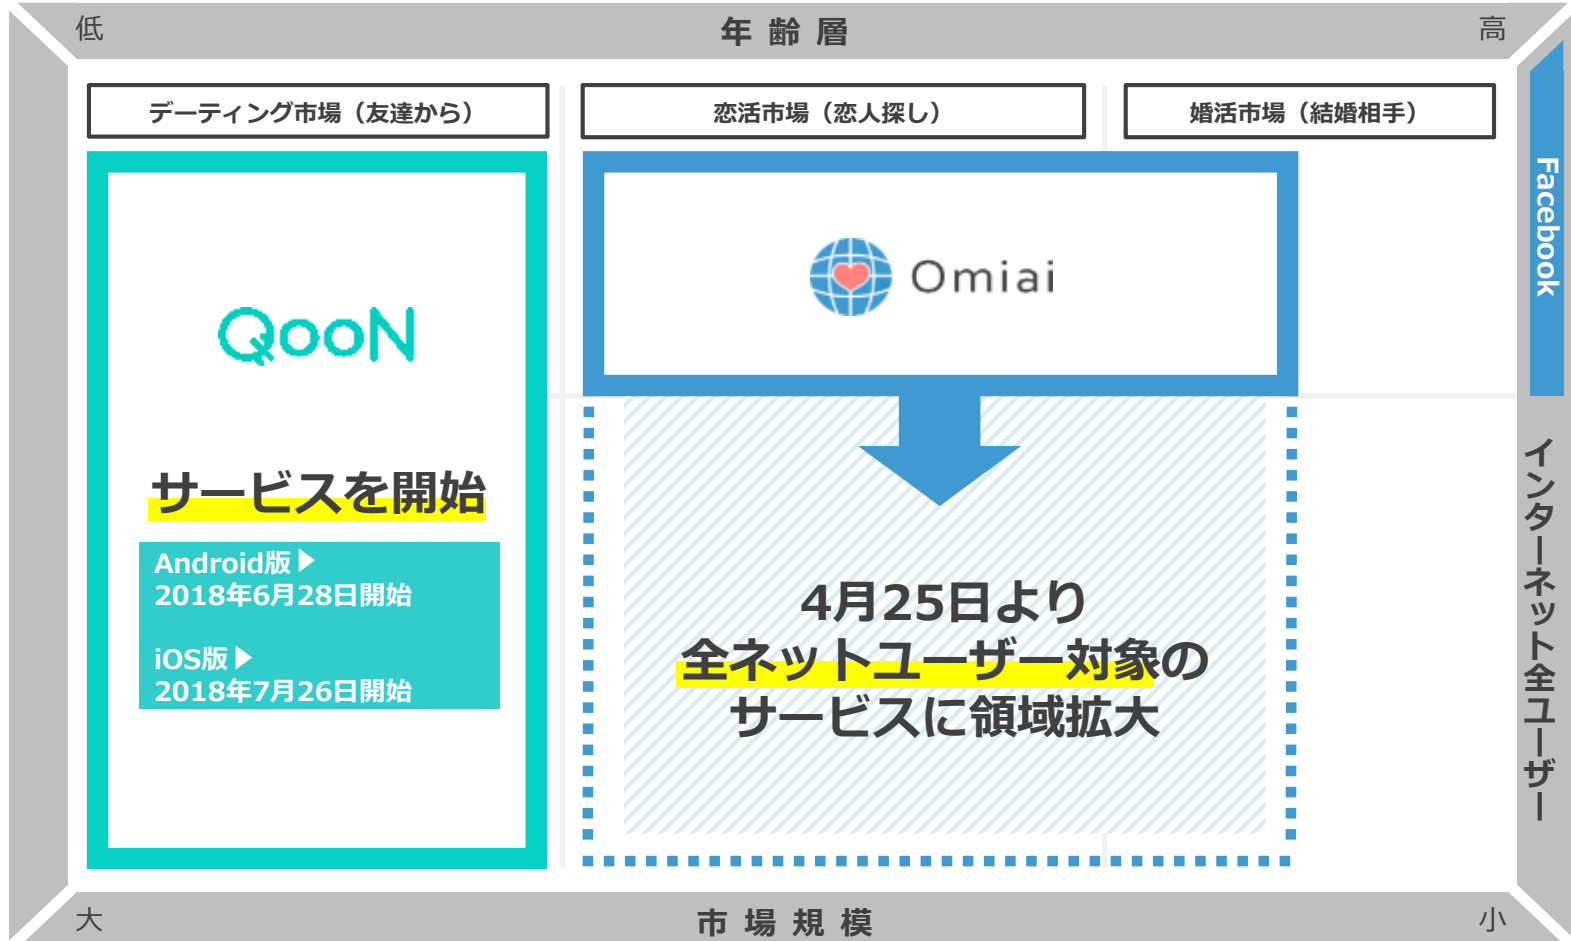 低
年齢層
高
デーティング市場（友達から）
恋活市場（恋人探し）
婚活市場（結婚相手）
Facebook
Omiai
QooN
サービスを開始
Android版▶
2018年6月28日開始
iOS版▶
2018年7月26日開始
4月25日より
全ネットユーザー対象の
サービスに領域拡大
インターネット全ユーザー
大
市場規模
小